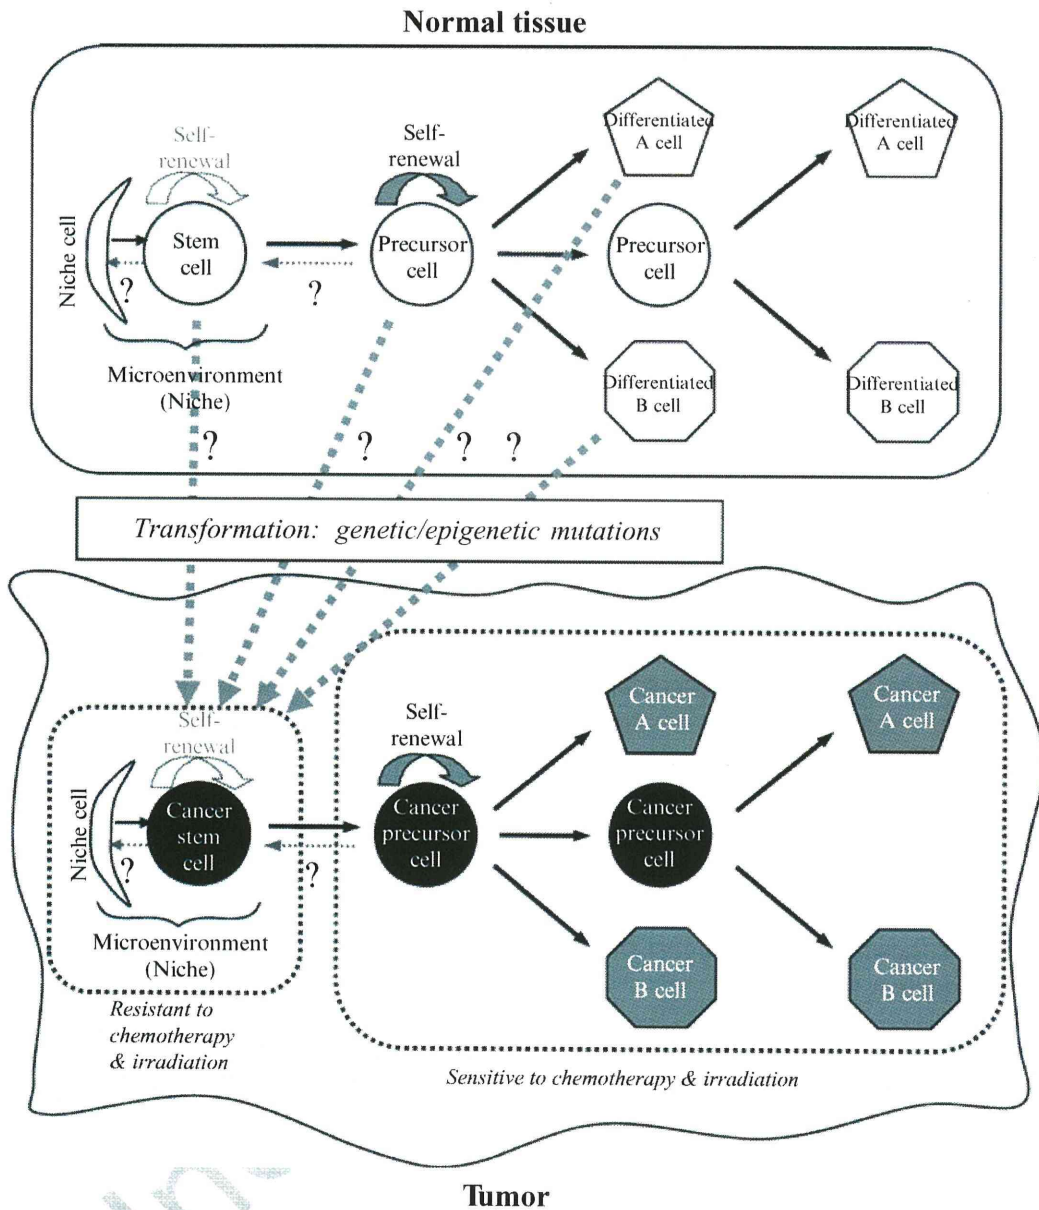 Normal tissue
Self-
renewal
Self-
renewal
Differentiated
A cell
Differentiated
A cell
Niche cell
Stem
cell
Precursor
cell
Precursor
cell
?
?
Microenvironment
(Niche)
Differentiated
B cell
Differentiated
B cell
?
?
?
?
Transformation: genetic/epigenetic mutations
Self-
renewal
Self-
renewal
Cancer
A cell
Cancer
A cell
Niche cell
Cancer
stem
cell
Cancer
precursor
cell
Cancer
precursor
cell
?
?
Microenvironment
(Niche)
Cancer
B cell
Cancer
B cell
Resistant to
chemotherapy
& irradiation
Sensitive to chemotherapy & irradiation
Tumor